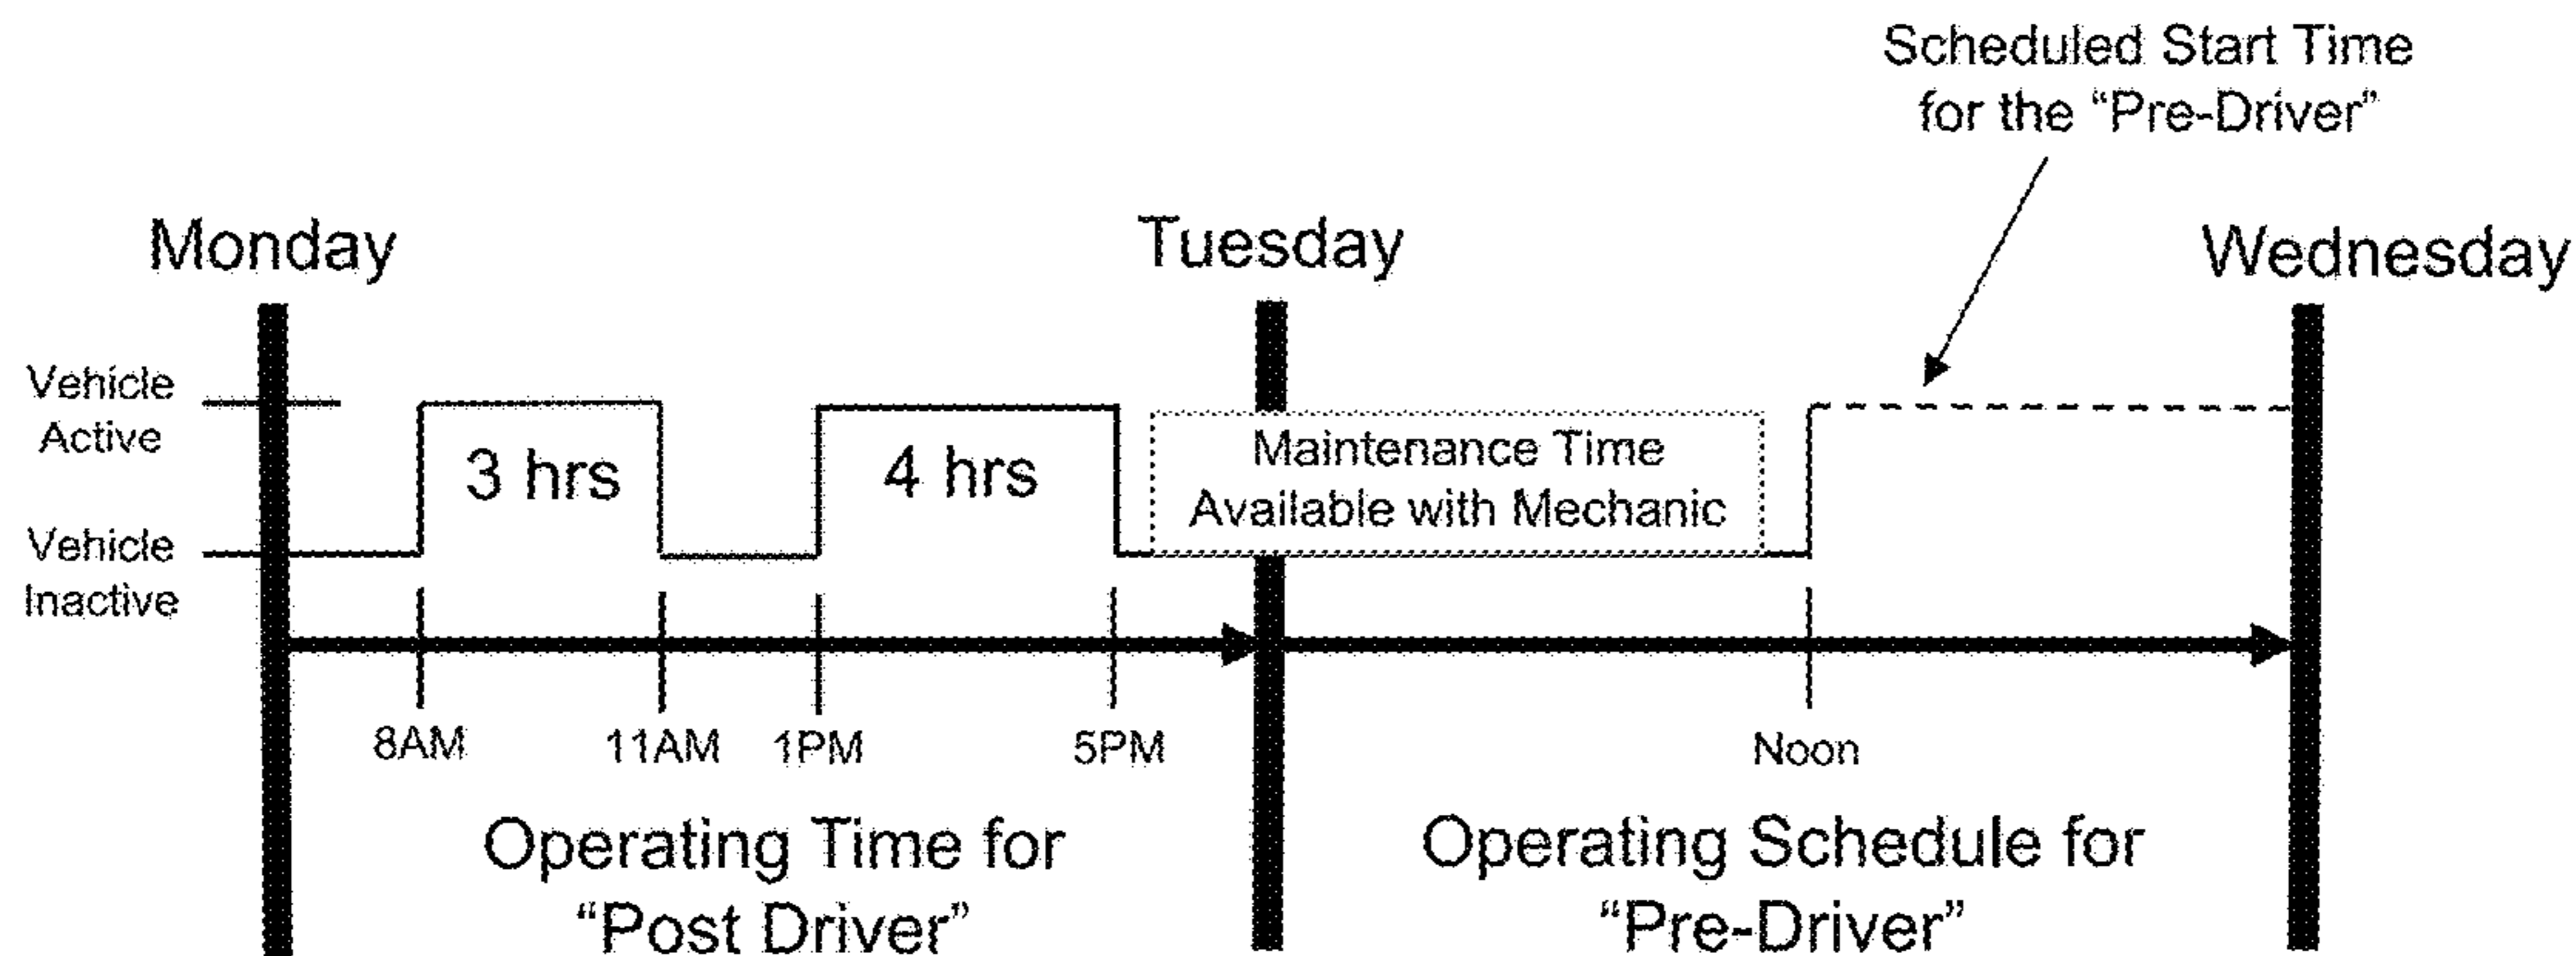 Scheduled Start Time
for the “Pre-Driver”
Monday
Tuesday
Wednesday
Vehicle
Active
3 hrs
4 hrs
Maintenance Time
Available with Mechanic
Vehicle
Inactive
8AM
11AM
1PM
5PM
Noon
Operating Time for
“Post Driver”
Operating Schedule for
“Pre-Driver”